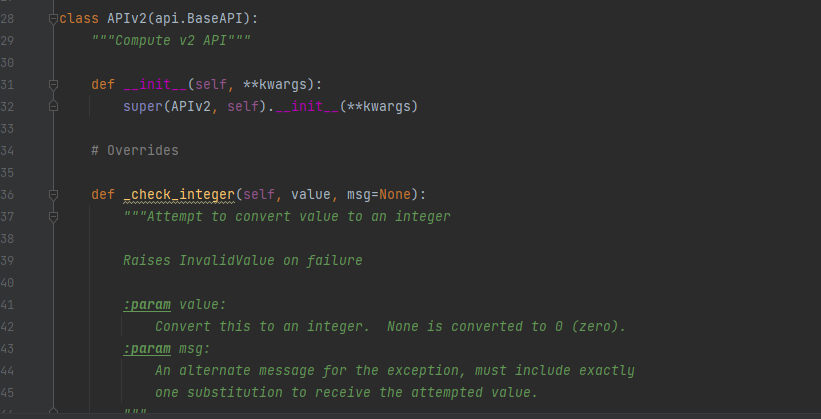 28 class APIv2(api.BaseAPI):
29     """Compute v2 API"""
30
31     def __init__(self, **kwargs):
32         super(APIv2, self).__init__(**kwargs)
33
34     # Overrides
35
36     def _check_integer(self, value, msg=None):
37         """Attempt to convert value to an integer
38
39         Raises InvalidValue on failure
40
41         :param value:
42             Convert this to an integer.  None is converted to 0 (zero).
43         :param msg:
44             An alternate message for the exception, must include exactly
45             one substitution to receive the attempted value.
        """